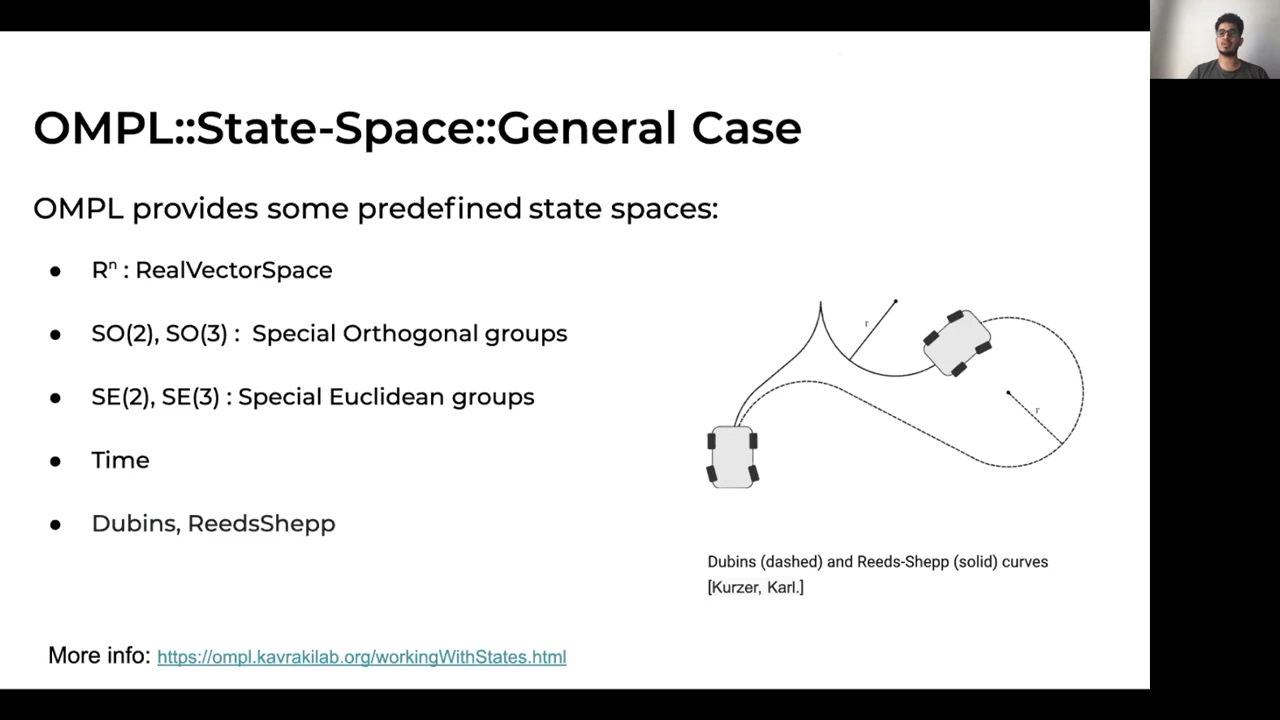 OMPL::State-Space::General Case
OMPL provides some predefined state spaces:
● Rⁿ : RealVectorSpace
● SO(2), SO(3) : Special Orthogonal groups
● SE(2), SE(3) : Special Euclidean groups
● Time
● Dubins, ReedsShepp
r
r
Dubins (dashed) and Reeds-Shepp (solid) curves
[Kurzer, Karl.]
More info: https://ompl.kavrakilab.org/workingWithStates.html